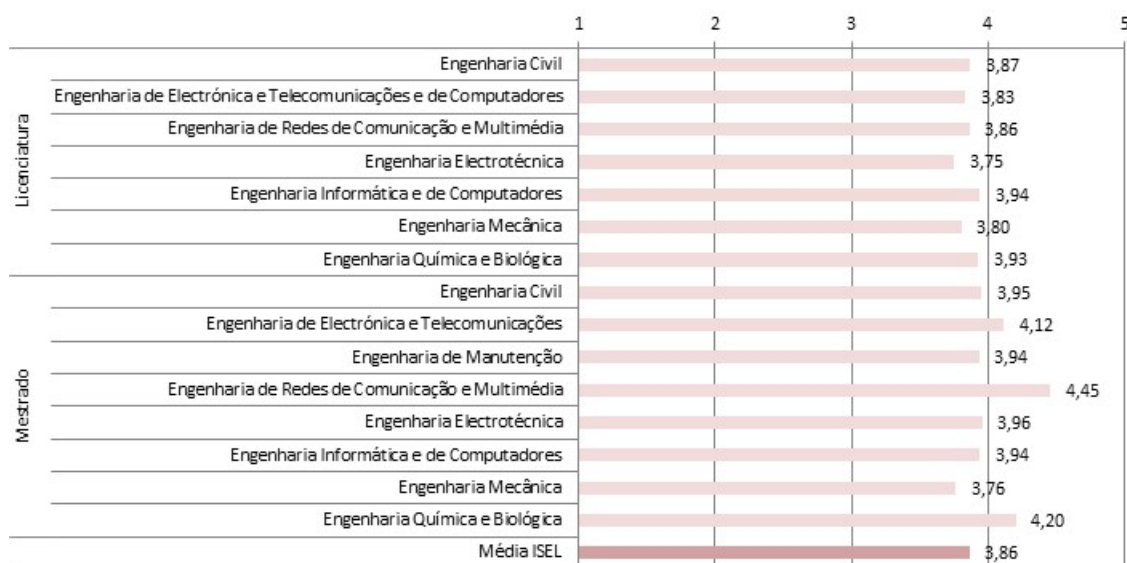 1 2 3 4 5
Licenciatura
Engenharia Civil 3,87
Engenharia de Electrónica e Telecomunicações e de Computadores 3,83
Engenharia de Redes de Comunicação e Multimédia 3,86
Engenharia Electrotécnica 3,75
Engenharia Informática e de Computadores 3,94
Engenharia Mecânica 3,80
Engenharia Química e Biológica 3,93
Mestrado
Engenharia Civil 3,95
Engenharia de Electrónica e Telecomunicações 4,12
Engenharia de Manutenção 3,94
Engenharia de Redes de Comunicação e Multimédia 4,45
Engenharia Electrotécnica 3,96
Engenharia Informática e de Computadores 3,94
Engenharia Mecânica 3,76
Engenharia Química e Biológica 4,20
Média ISEL 3,86